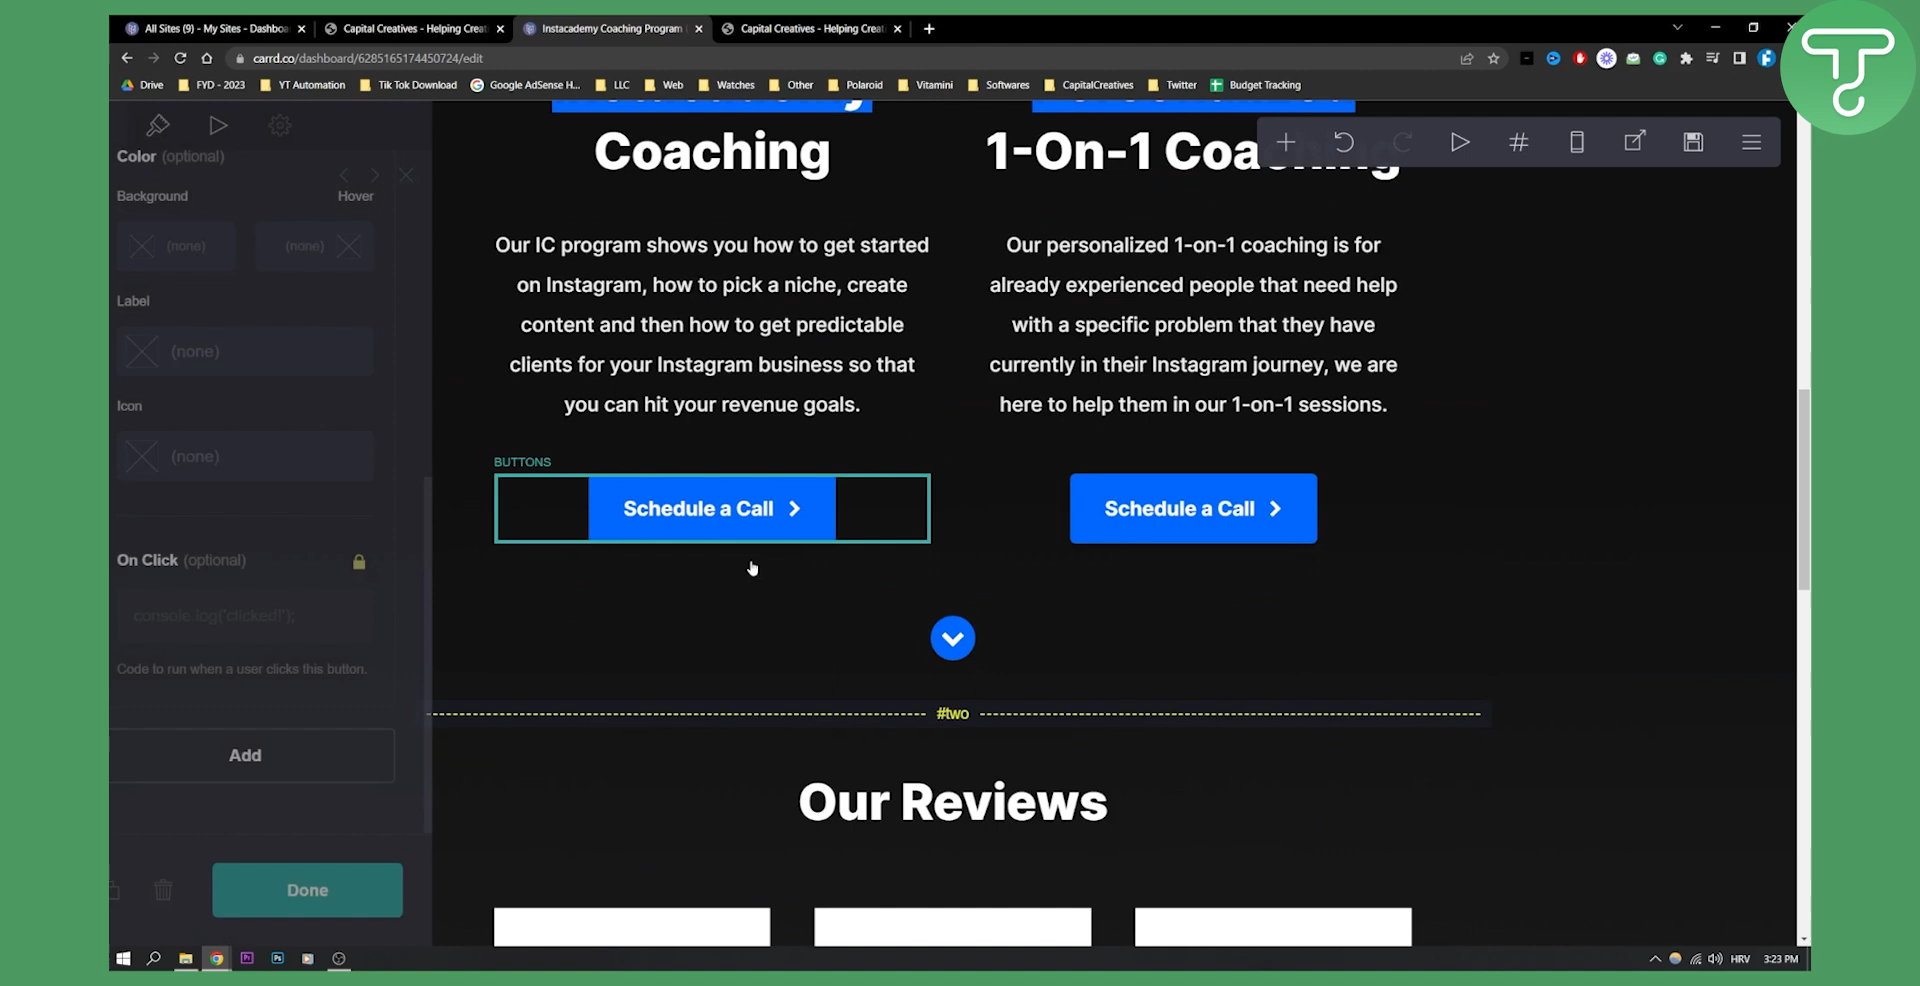 All Sites (9) - My Sites - Dashboa
Capital Creatives - Helping Creat
Instacademy Coaching Program
Capital Creatives - Helping Creat
carrd.co/dashboard/6285165174450724/edit
Drive
FYD - 2023
YT Automation
Tik Tok Download
Google AdSense H...
LLC
Web
Watches
Other
Polaroid
Vitamini
Softwares
CapitalCreatives
Twitter
Budget Tracking
Color (optional)
Background Hover
(none) (none)
Label
(none)
Icon
(none)
On Click (optional)
console.log('clicked!');
Code to run when a user clicks this button.
Add
Done
Coaching
Our IC program shows you how to get started
on Instagram, how to pick a niche, create
content and then how to get predictable
clients for your Instagram business so that
you can hit your revenue goals.
BUTTONS
Schedule a Call
1-On-1 Coaching
Our personalized 1-on-1 coaching is for
already experienced people that need help
with a specific problem that they have
currently in their Instagram journey, we are
here to help them in our 1-on-1 sessions.
Schedule a Call
#two
Our Reviews
HRV
3:23 PM